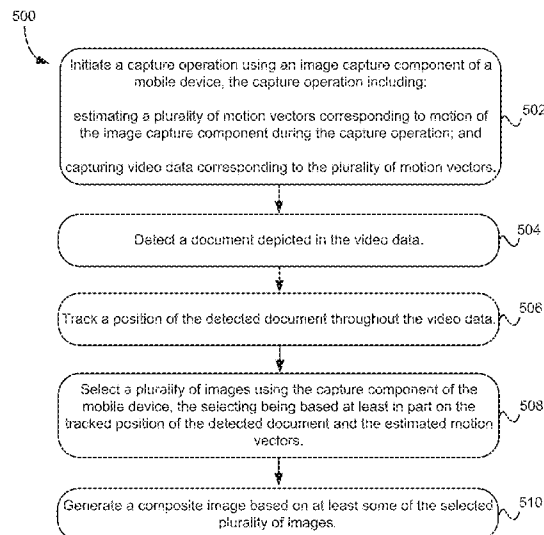 500
Initiate a capture operation using an image capture component of a
mobile device, the capture operation including:
estimating a plurality of motion vectors corresponding to motion of
the image capture component during the capture operation; and
capturing video data corresponding to the plurality of motion vectors.
502
Detect a document depicted in the video data.
504
Track a position of the detected document throughout the video data.
506
Select a plurality of images using the capture component of the
mobile device, the selecting being based at least in part on the
tracked position of the detected document and the estimated motion
vectors.
508
Generate a composite image based on at least some of the selected
plurality of images.
510